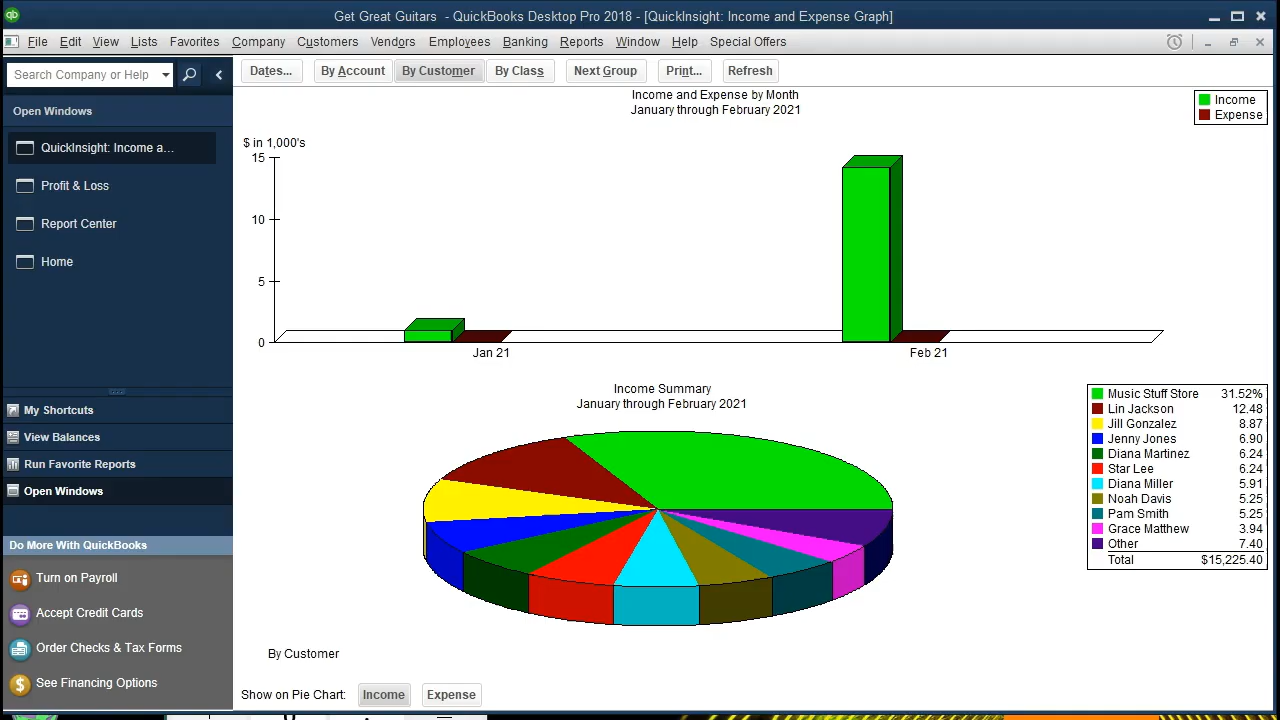 Get Great Guitars - QuickBooks Desktop Pro 2018 - [QuickInsight: Income and Expense Graph]
File Edit View Lists Favorites Company Customers Vendors Employees Banking Reports Window Help Special Offers
Search Company or Help
Dates... By Account By Customer By Class Next Group Print... Refresh
Open Windows
QuickInsight: Income a...
Profit & Loss
Report Center
Home
My Shortcuts
View Balances
Run Favorite Reports
Open Windows
Do More With QuickBooks
Turn on Payroll
Accept Credit Cards
Order Checks & Tax Forms
See Financing Options
Income and Expense by Month
January through February 2021
Income
Expense
$ in 1,000's
15
10
5
0
Jan 21 Feb 21
Income Summary
January through February 2021
Music Stuff Store 31.52%
Lin Jackson 12.48
Jill Gonzalez 8.87
Jenny Jones 6.90
Diana Martinez 6.24
Star Lee 6.24
Diana Miller 5.91
Noah Davis 5.25
Pam Smith 5.25
Grace Matthew 3.94
Other 7.40
Total $15,225.40
By Customer
Show on Pie Chart: Income Expense